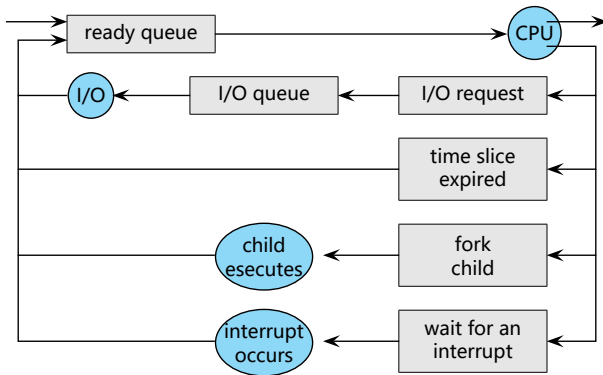 ready queue
CPU
I/O
I/O queue
I/O request
time slice
expired
child
esecutes
fork
child
interrupt
occurs
wait for an
interrupt